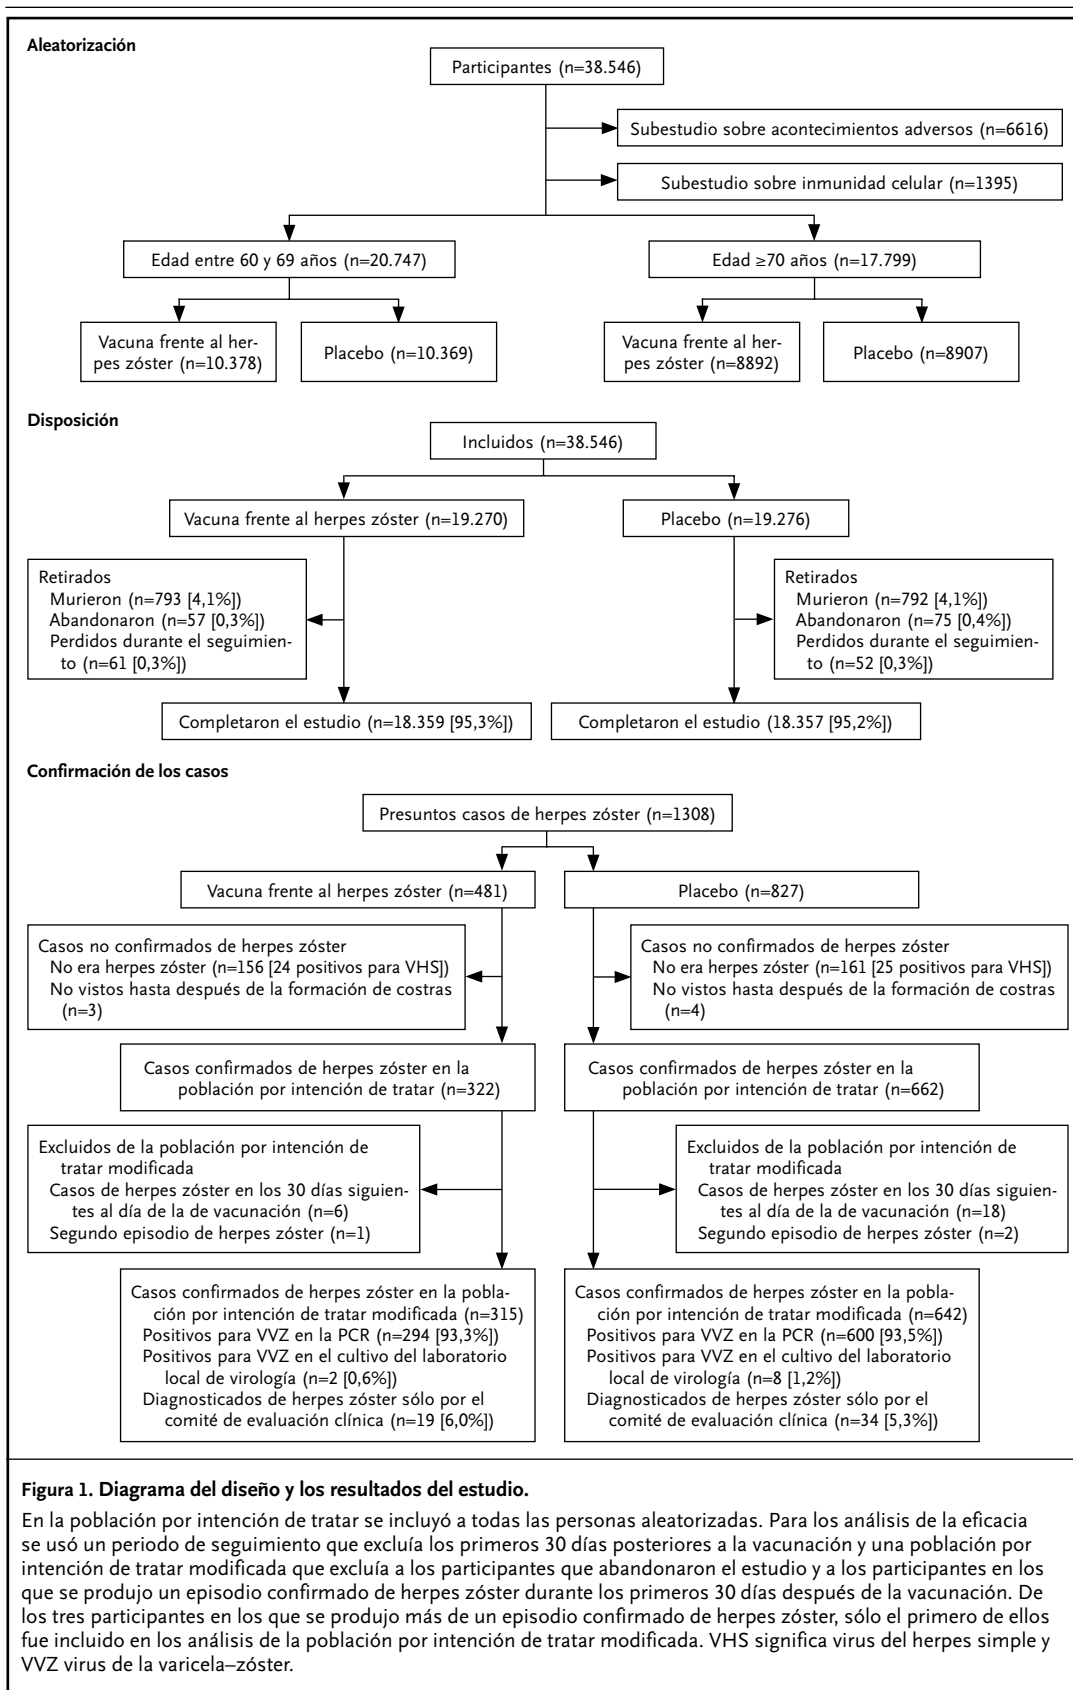 Aleatorización
Participantes (n=38.546)
Subestudio sobre acontecimientos adversos (n=6616)
Subestudio sobre inmunidad celular (n=1395)
Edad entre 60 y 69 años (n=20.747)
Edad ≥70 años (n=17.799)
Vacuna frente al her-
pes zóster (n=10.378)
Placebo (n=10.369)
Vacuna frente al her-
pes zóster (n=8892)
Placebo (n=8907)
Disposición
Incluidos (n=38.546)
Vacuna frente al herpes zóster (n=19.270)
Placebo (n=19.276)
Retirados
Murieron (n=793 [4,1%])
Abandonaron (n=57 [0,3%])
Perdidos durante el seguimien-
to (n=61 [0,3%])
Retirados
Murieron (n=792 [4,1%])
Abandonaron (n=75 [0,4%])
Perdidos durante el seguimien-
to (n=52 [0,3%])
Completaron el estudio (n=18.359 [95,3%])
Completaron el estudio (18.357 [95,2%])
Confirmación de los casos
Presuntos casos de herpes zóster (n=1308)
Vacuna frente al herpes zóster (n=481)
Placebo (n=827)
Casos no confirmados de herpes zóster
No era herpes zóster (n=156 [24 positivos para VHS])
No vistos hasta después de la formación de costras
(n=3)
Casos no confirmados de herpes zóster
No era herpes zóster (n=161 [25 positivos para VHS])
No vistos hasta después de la formación de costras
(n=4)
Casos confirmados de herpes zóster en la
población por intención de tratar (n=322)
Casos confirmados de herpes zóster en la
población por intención de tratar (n=662)
Excluidos de la población por intención de
tratar modificada
Casos de herpes zóster en los 30 días siguien-
tes al día de la de vacunación (n=6)
Segundo episodio de herpes zóster (n=1)
Excluidos de la población por intención de
tratar modificada
Casos de herpes zóster en los 30 días siguien-
tes al día de la de vacunación (n=18)
Segundo episodio de herpes zóster (n=2)
Casos confirmados de herpes zóster en la pobla-
ción por intención de tratar modificada (n=315)
Positivos para VVZ en la PCR (n=294 [93,3%])
Positivos para VVZ en el cultivo del laboratorio
local de virología (n=2 [0,6%])
Diagnosticados de herpes zóster sólo por el
comité de evaluación clínica (n=19 [6,0%])
Casos confirmados de herpes zóster en la pobla-
ción por intención de tratar modificada (n=642)
Positivos para VVZ en la PCR (n=600 [93,5%])
Positivos para VVZ en el cultivo del laboratorio
local de virología (n=8 [1,2%])
Diagnosticados de herpes zóster sólo por el
comité de evaluación clínica (n=34 [5,3%])
Figura 1. Diagrama del diseño y los resultados del estudio.
En la población por intención de tratar se incluyó a todas las personas aleatorizadas. Para los análisis de la eficacia
se usó un periodo de seguimiento que excluía los primeros 30 días posteriores a la vacunación y una población por
intención de tratar modificada que excluía a los participantes que abandonaron el estudio y a los participantes en los
que se produjo un episodio confirmado de herpes zóster durante los primeros 30 días después de la vacunación. De
los tres participantes en los que se produjo más de un episodio confirmado de herpes zóster, sólo el primero de ellos
fue incluido en los análisis de la población por intención de tratar modificada. VHS significa virus del herpes simple y
VVZ virus de la varicela–zóster.